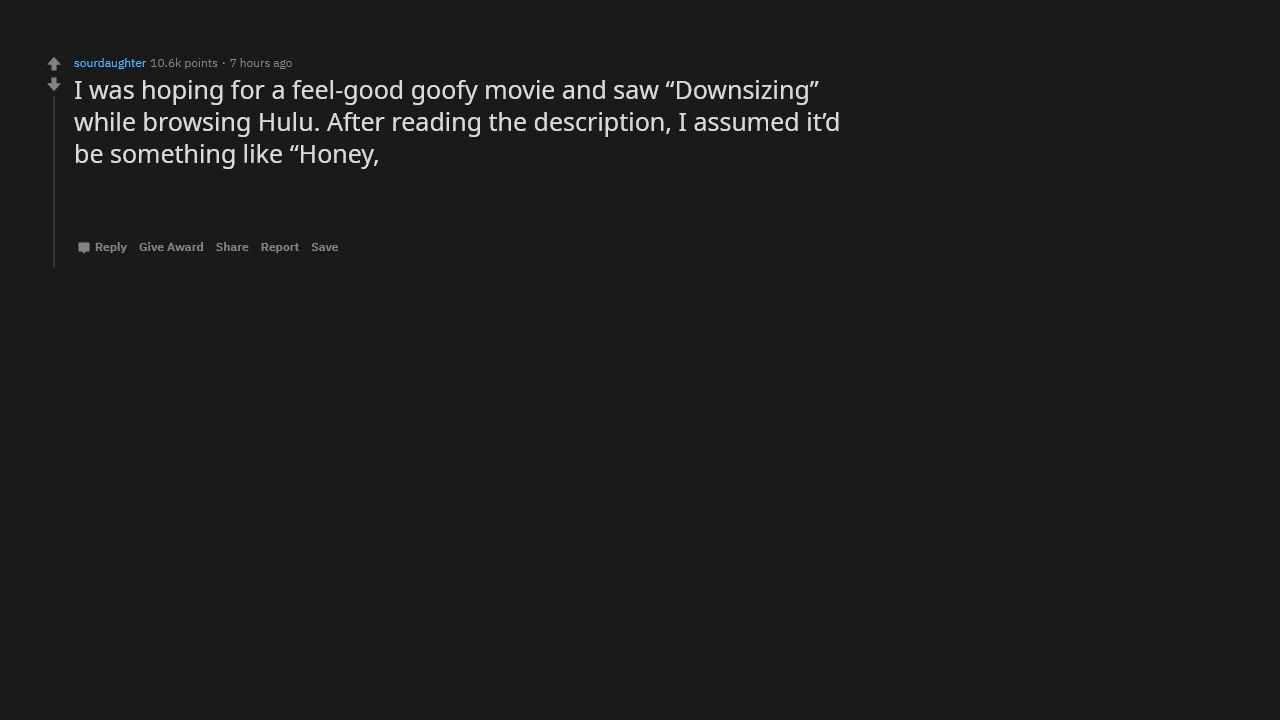 sourdaughter 10.6k points · 7 hours ago
I was hoping for a feel-good goofy movie and saw “Downsizing”
while browsing Hulu. After reading the description, I assumed it’d
be something like “Honey,
Reply Give Award Share Report Save